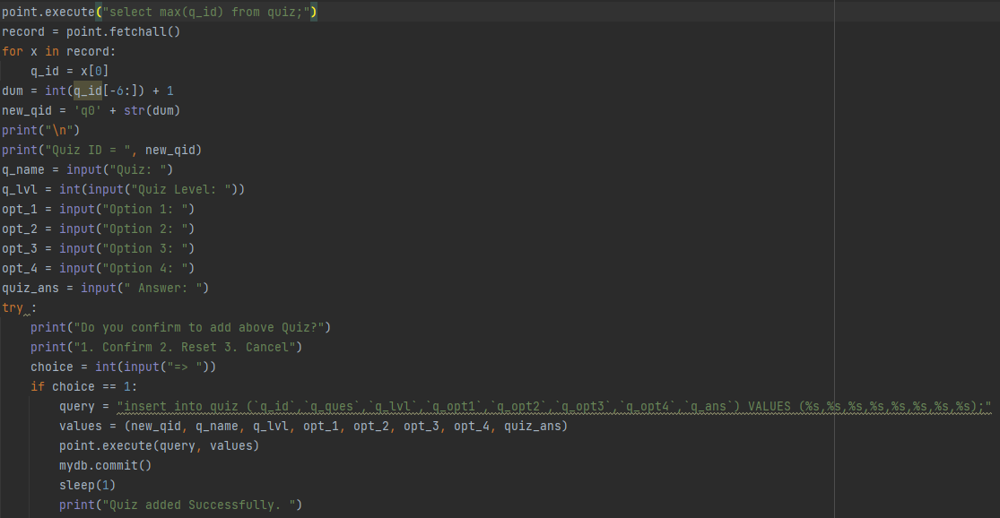 point.execute("select max(q_id) from quiz;")
record = point.fetchall()
for x in record:
    q_id = x[0]
dum = int(q_id[-6:]) + 1
new_qid = 'q0' + str(dum)
print("\n")
print("Quiz ID = ", new_qid)
q_name = input("Quiz: ")
q_lvl = int(input("Quiz Level: "))
opt_1 = input("Option 1: ")
opt_2 = input("Option 2: ")
opt_3 = input("Option 3: ")
opt_4 = input("Option 4: ")
quiz_ans = input(" Answer: ")
try :
    print("Do you confirm to add above Quiz?")
    print("1. Confirm 2. Reset 3. Cancel")
    choice = int(input("=> "))
    if choice == 1:
        query = "insert into quiz (`q_id`,`q_ques`,`q_lvl`,`q_opt1`,`q_opt2`,`q_opt3`,`q_opt4`,`q_ans`) VALUES (%s,%s,%s,%s,%s,%s,%s,%s);"
        values = (new_qid, q_name, q_lvl, opt_1, opt_2, opt_3, opt_4, quiz_ans)
        point.execute(query, values)
        mydb.commit()
        sleep(1)
        print("Quiz added Successfully. ")